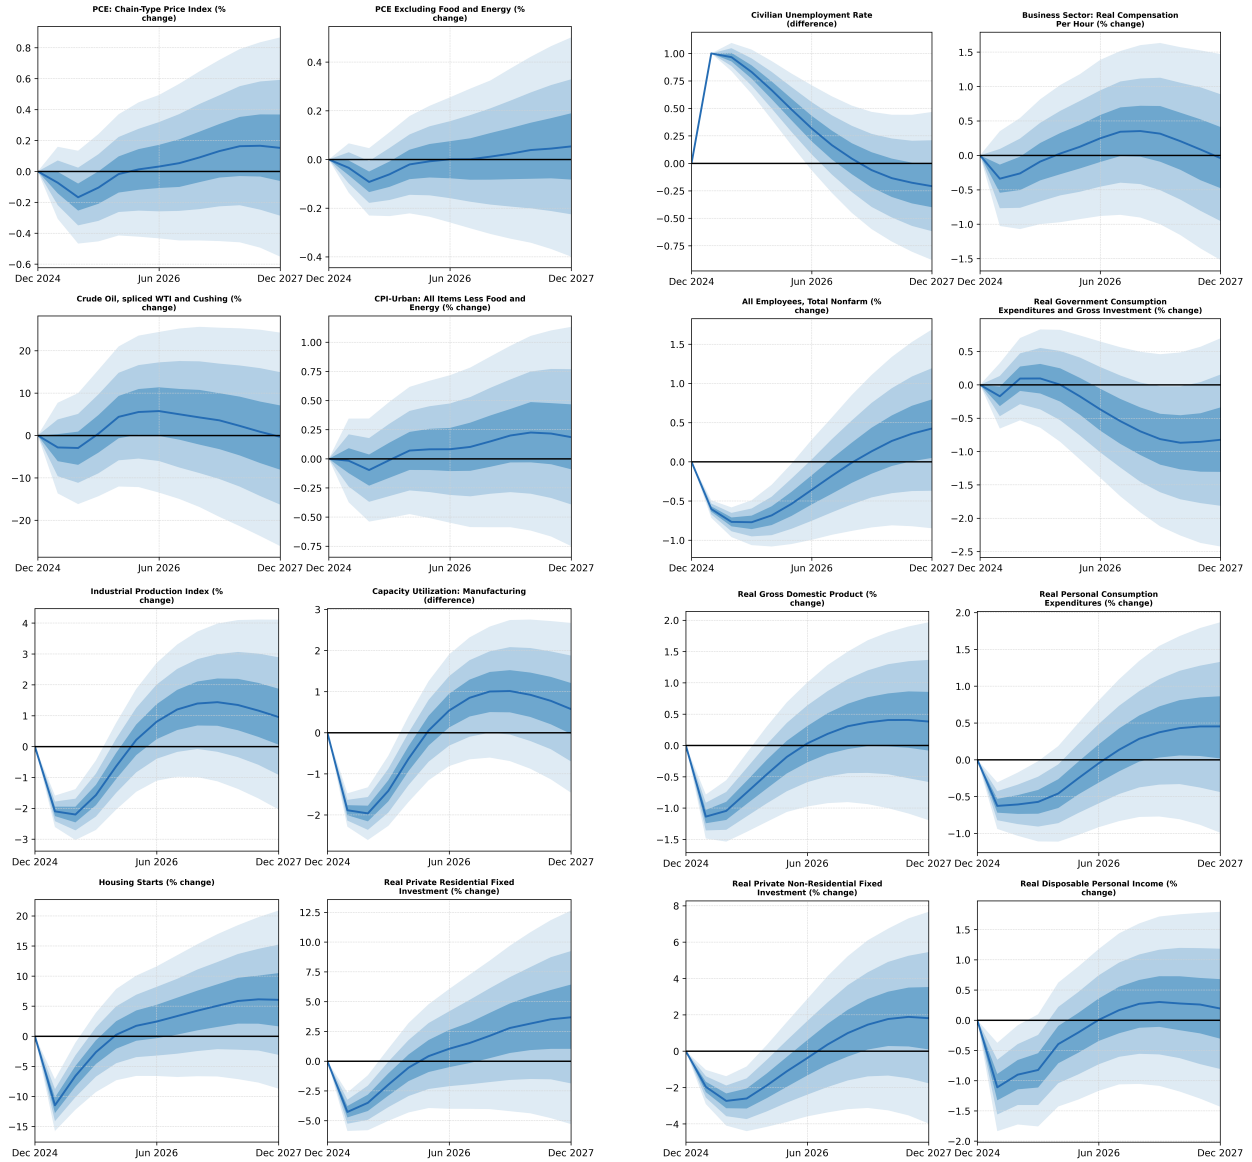 PCE: Chain-Type Price Index (%
change)
0.8
0.6
0.4
0.2
0.0
−0.2
−0.4
−0.6
Dec 2024
Jun 2026
Dec 2027
PCE Excluding Food and Energy (%
change)
0.4
0.2
0.0
−0.2
−0.4
Dec 2024
Jun 2026
Dec 2027
Civilian Unemployment Rate
(difference)
1.00
0.75
0.50
0.25
0.00
−0.25
−0.50
−0.75
Dec 2024
Jun 2026
Dec 2027
Business Sector: Real Compensation
Per Hour (% change)
1.5
1.0
0.5
0.0
−0.5
−1.0
−1.5
Dec 2024
Jun 2026
Dec 2027
Crude Oil, spliced WTI and Cushing (%
change)
20
10
0
−10
−20
Dec 2024
Jun 2026
Dec 2027
CPI-Urban: All Items Less Food and
Energy (% change)
1.00
0.75
0.50
0.25
0.00
−0.25
−0.50
−0.75
Dec 2024
Jun 2026
Dec 2027
All Employees, Total Nonfarm (%
change)
1.5
1.0
0.5
0.0
−0.5
−1.0
Dec 2024
Jun 2026
Dec 2027
Real Government Consumption
Expenditures and Gross Investment (% change)
0.5
0.0
−0.5
−1.0
−1.5
−2.0
−2.5
Dec 2024
Jun 2026
Dec 2027
Industrial Production Index (%
change)
4
3
2
1
0
−1
−2
−3
Dec 2024
Jun 2026
Dec 2027
Capacity Utilization: Manufacturing
(difference)
3
2
1
0
−1
−2
Dec 2024
Jun 2026
Dec 2027
Real Gross Domestic Product (%
change)
2.0
1.5
1.0
0.5
0.0
−0.5
−1.0
−1.5
Dec 2024
Jun 2026
Dec 2027
Real Personal Consumption
Expenditures (% change)
2.0
1.5
1.0
0.5
0.0
−0.5
−1.0
Dec 2024
Jun 2026
Dec 2027
Housing Starts (% change)
20
15
10
5
0
−5
−10
−15
Dec 2024
Jun 2026
Dec 2027
Real Private Residential Fixed
Investment (% change)
12.5
10.0
7.5
5.0
2.5
0.0
−2.5
−5.0
Dec 2024
Jun 2026
Dec 2027
Real Private Non-Residential Fixed
Investment (% change)
8
6
4
2
0
−2
−4
Dec 2024
Jun 2026
Dec 2027
Real Disposable Personal Income (%
change)
1.5
1.0
0.5
0.0
−0.5
−1.0
−1.5
−2.0
Dec 2024
Jun 2026
Dec 2027